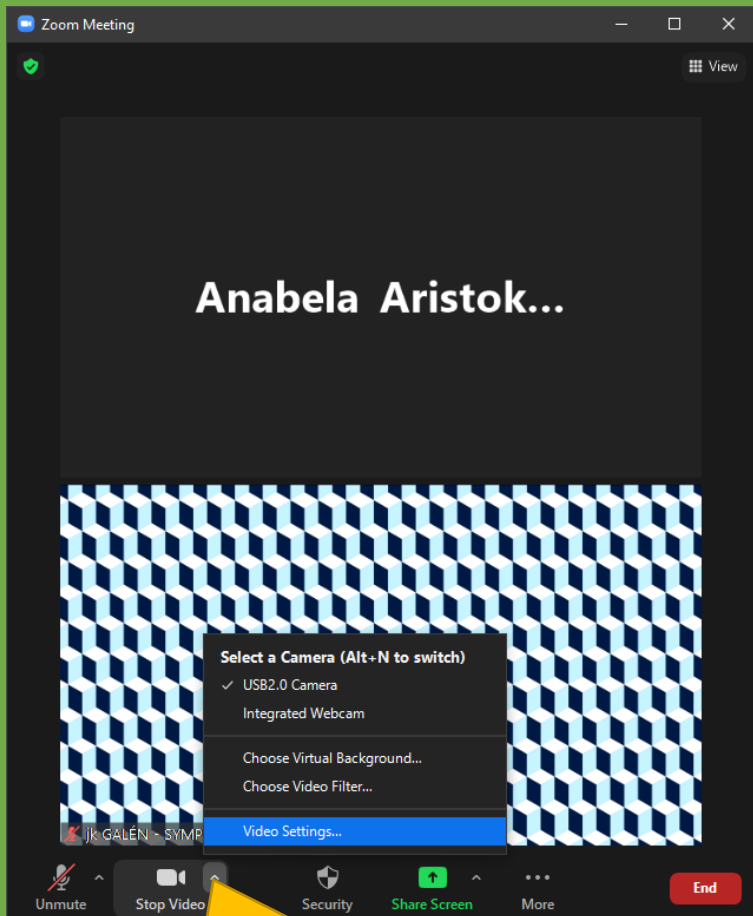 Zoom Meeting
View
Anabela Aristok...
Select a Camera (Alt+N to switch)
USB2.0 Camera
Integrated Webcam
Choose Virtual Background...
Choose Video Filter...
Video Settings...
jk GALÉN - SYMP
Unmute
Stop Video
Security
Share Screen
More
End